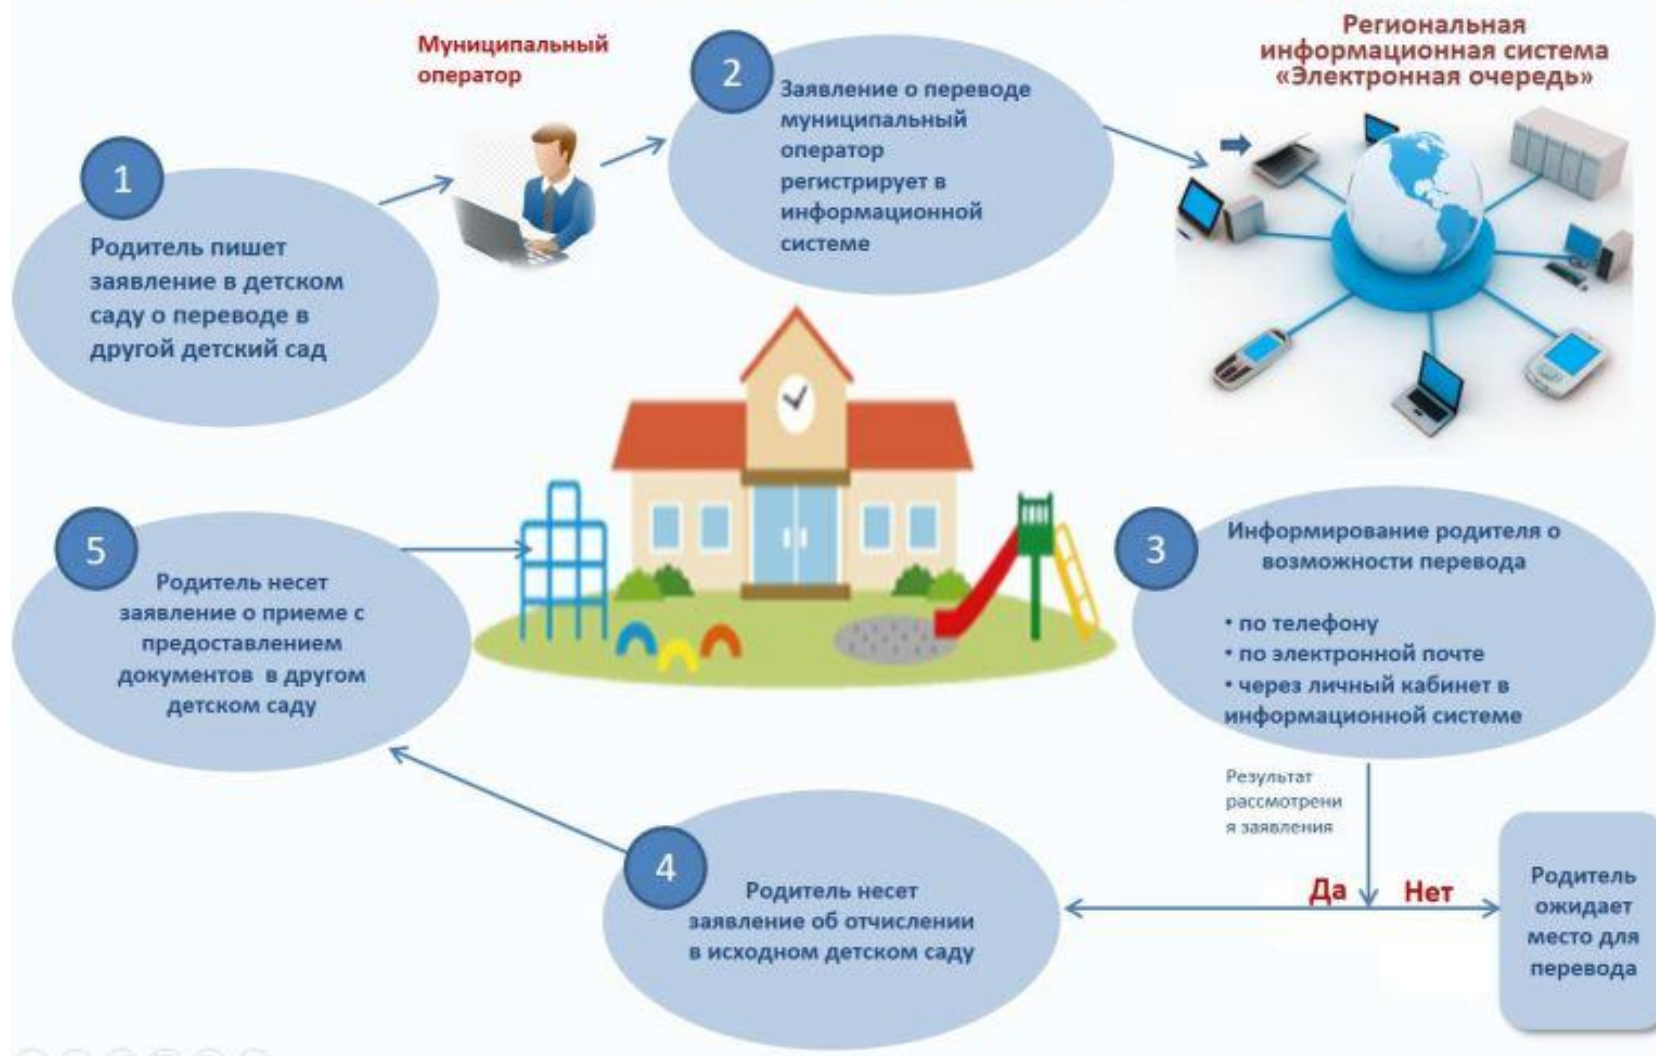 Муниципальный
оператор
Региональная
информационная система
«Электронная очередь»
1
Родитель пишет
заявление в детском
саду о переводе в
другой детский сад
2
Заявление о переводе
муниципальный
оператор
регистрирует в
информационной
системе
3
Информирование родителя о
возможности перевода
• по телефону
• по электронной почте
• через личный кабинет в
информационной системе
Результат
рассмотрени
я заявления
Да
Нет
Родитель
ожидает
место для
перевода
4
Родитель несет
заявление об отчислении
в исходном детском саду
5
Родитель несет
заявление о приеме с
предоставлением
документов в другом
детском саду